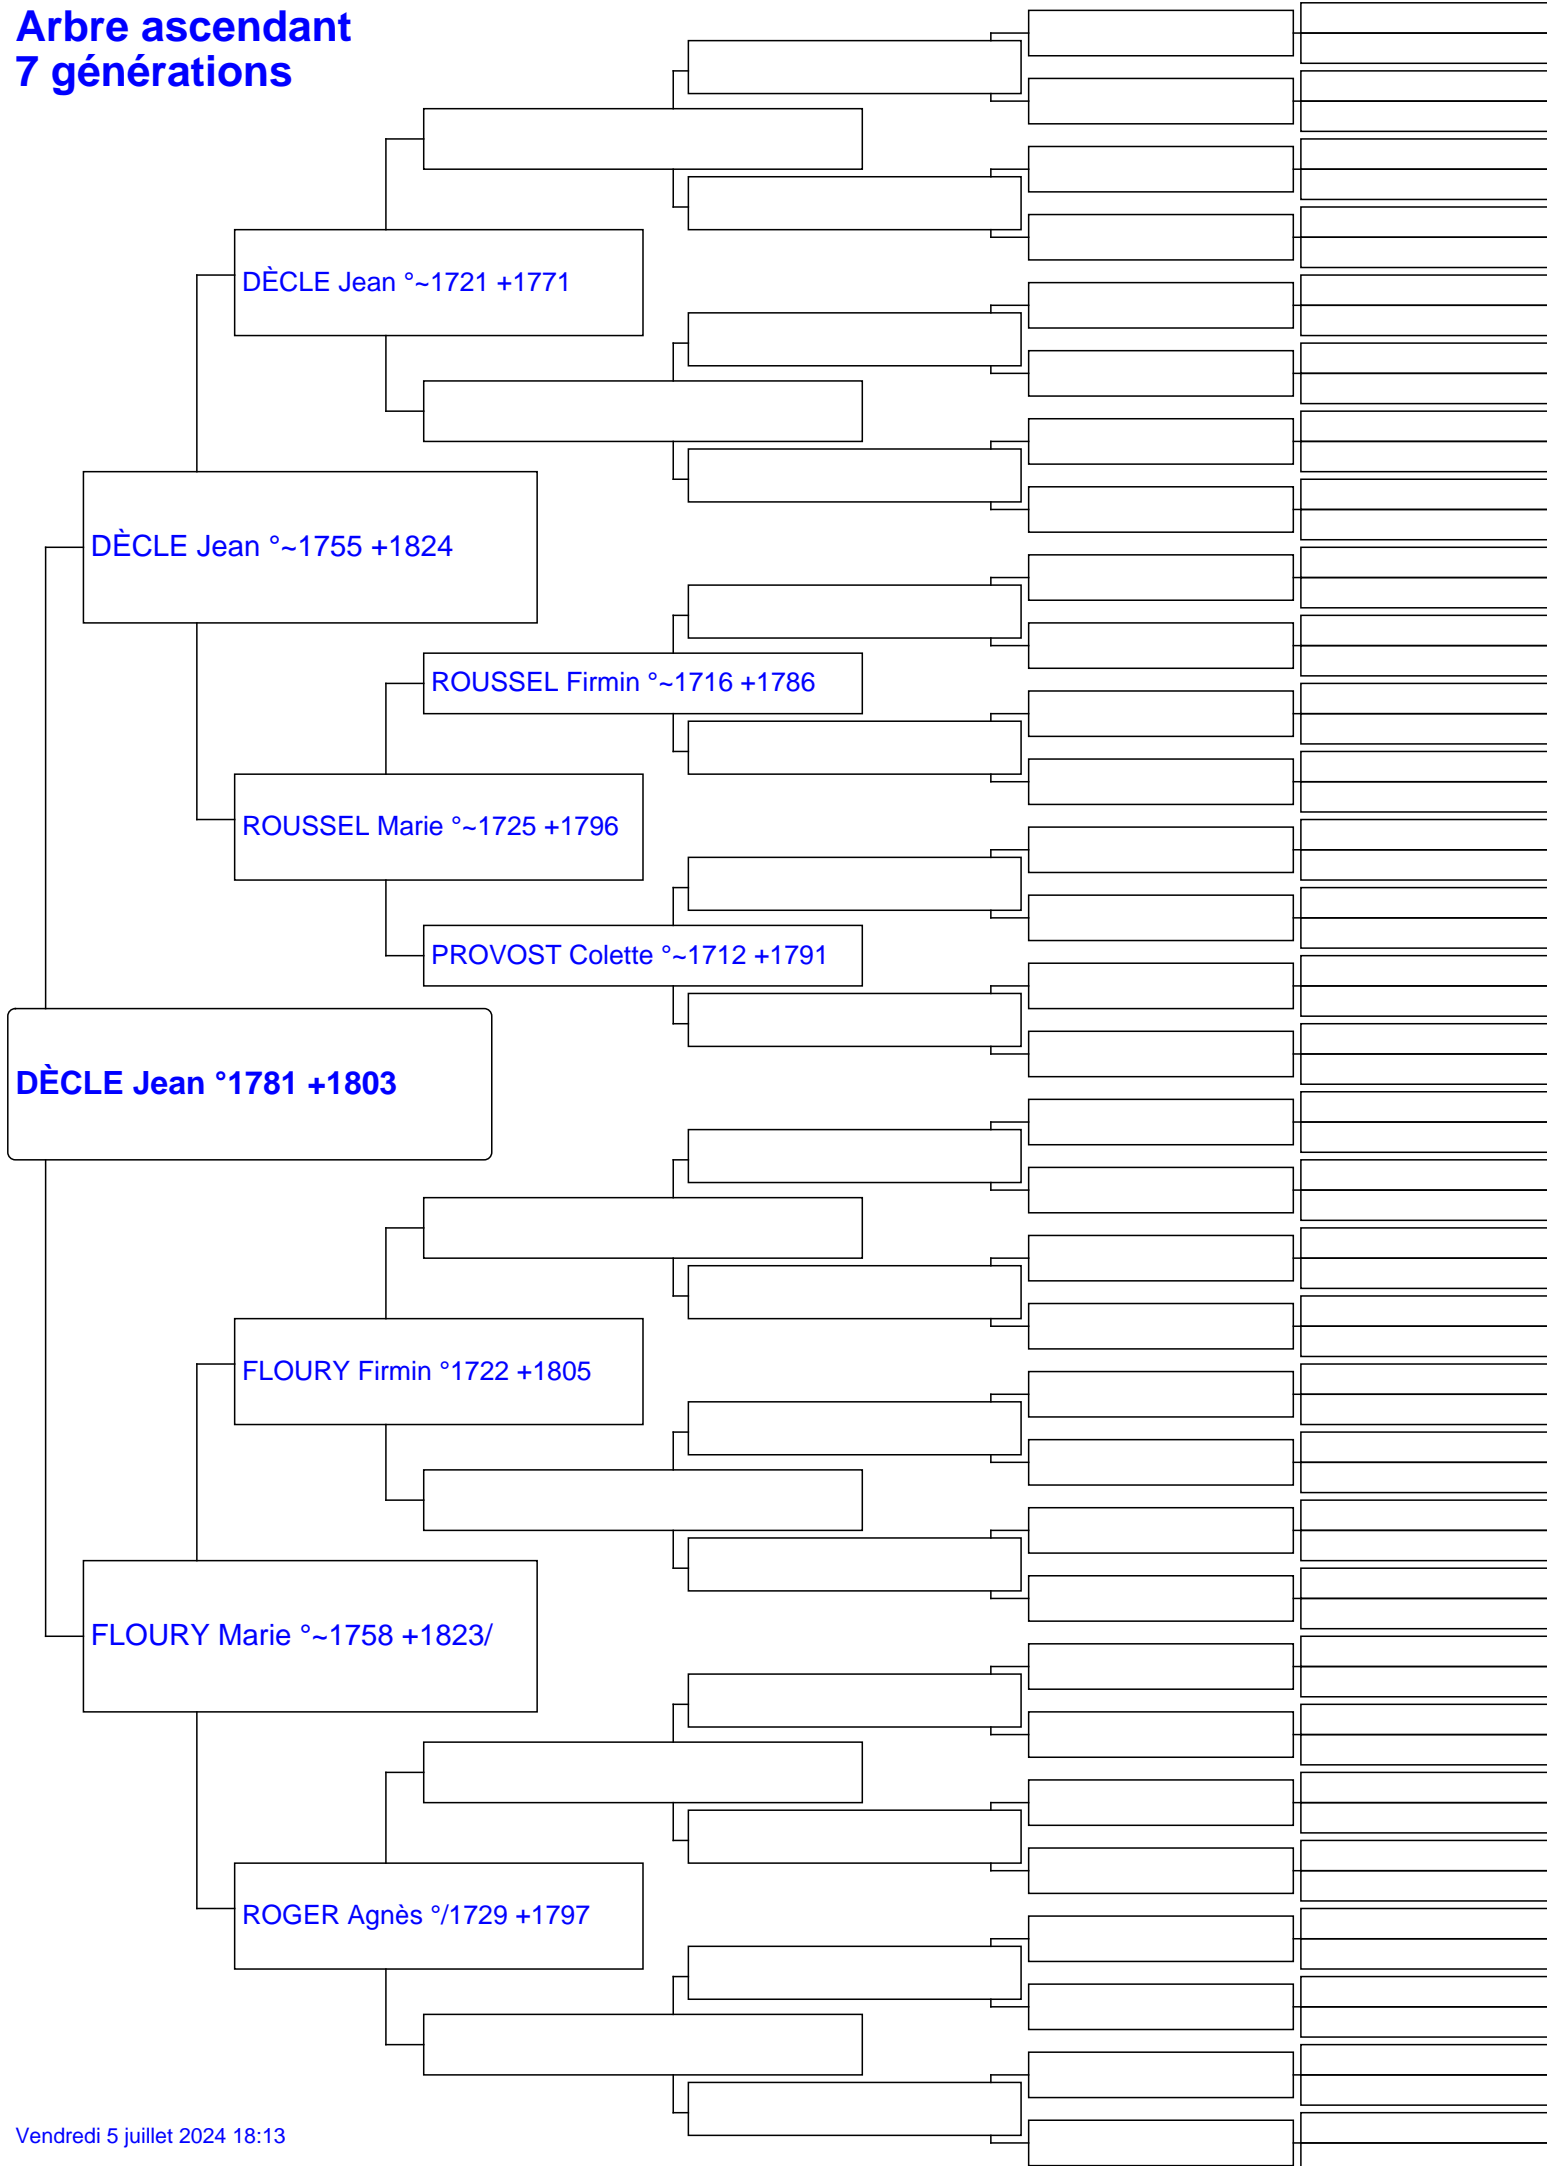 Arbre ascendant
7 générations
DÈCLE Jean °~1721 +1771
DÈCLE Jean °~1755 +1824
ROUSSEL Firmin °~1716 +1786
ROUSSEL Marie °~1725 +1796
PROVOST Colette °~1712 +1791
DÈCLE Jean °1781 +1803
FLOURY Firmin °1722 +1805
FLOURY Marie °~1758 +1823/
ROGER Agnès °/1729 +1797
Vendredi 5 juillet 2024 18:13